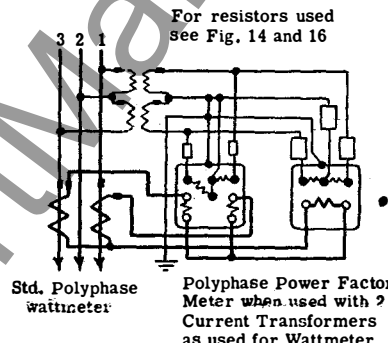 For resistors used
see Fig. 14 and 16
3 2 1
Std. Polyphase
wattmeter
Polyphase Power Factor
Meter when used with 2
Current Transformers
as used for Wattmeter